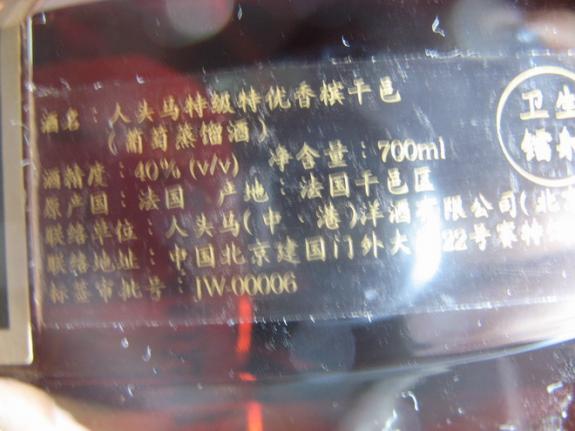 酒名：人头马特级特优香槟干邑
（葡萄蒸馏酒）
酒精度：40% (v/v) 净含量：700ml
原产国：法国 产地：法国干邑区
联络单位：人头马(中·港)洋酒有限公司(北
联络地址：中国北京建国门外大 22号赛特
标签审批号：JW-00006
卫生